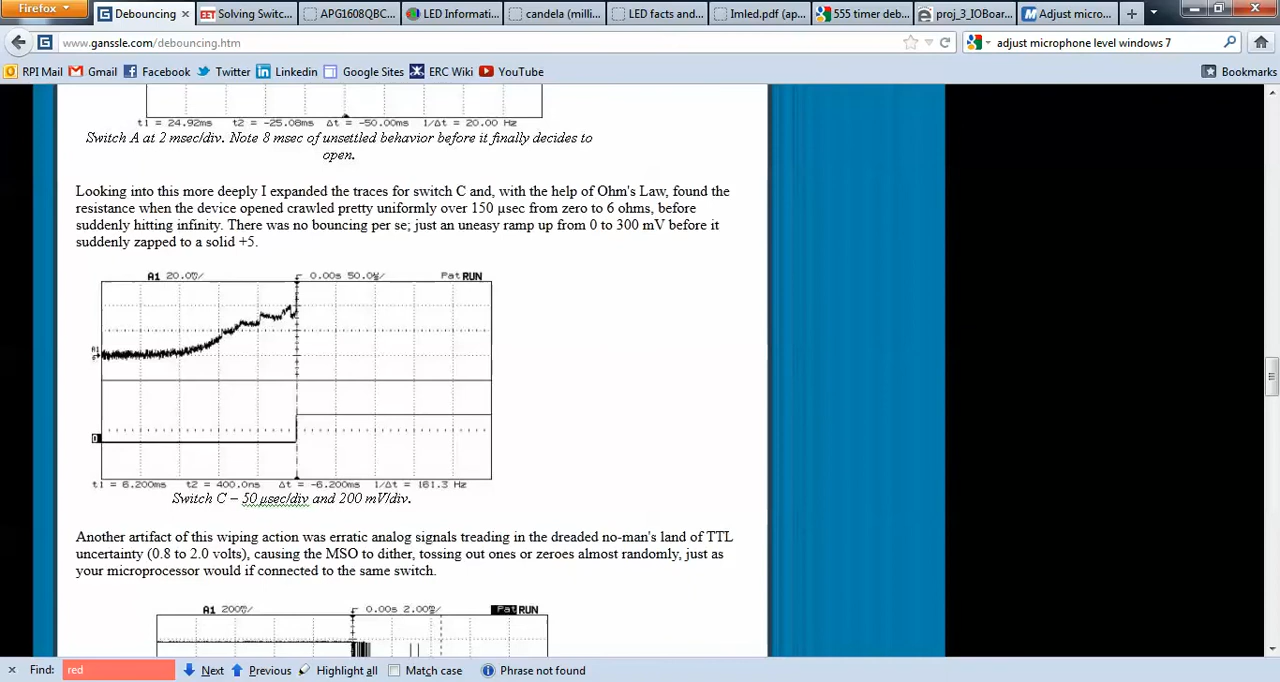 Firefox
Debouncing
Solving Switc...
APG1608QBC...
LED Informati...
candela (milli...
LED facts and...
Imled.pdf (ap...
555 timer deb...
proj_3_IOBoar...
Adjust micro...
www.ganssle.com/debouncing.htm
adjust microphone level windows 7
RPI Mail
Gmail
Facebook
Twitter
Linkedin
Google Sites
ERC Wiki
YouTube
Bookmarks
t1 = 24.92ms t2 = -25.08ms Δt = -50.00ms 1/Δt = 20.00 Hz
Switch A at 2 msec/div. Note 8 msec of unsettled behavior before it finally decides to
open.
Looking into this more deeply I expanded the traces for switch C and, with the help of Ohm's Law, found the
resistance when the device opened crawled pretty uniformly over 150 µsec from zero to 6 ohms, before
suddenly hitting infinity. There was no bouncing per se; just an uneasy ramp up from 0 to 300 mV before it
suddenly zapped to a solid +5.
A1 20.0V/ 0.00s 50.0µ/ Pat RUN
A1
0
t1 = 6.200ms t2 = 400.0ns Δt = -6.200ms 1/Δt = 161.3 Hz
Switch C – 50 µsec/div and 200 mV/div.
Another artifact of this wiping action was erratic analog signals treading in the dreaded no-man's land of TTL
uncertainty (0.8 to 2.0 volts), causing the MSO to dither, tossing out ones or zeroes almost randomly, just as
your microprocessor would if connected to the same switch.
A1 200V/ 0.00s 2.00m/ Pat RUN
Find: red Next Previous Highlight all Match case Phrase not found